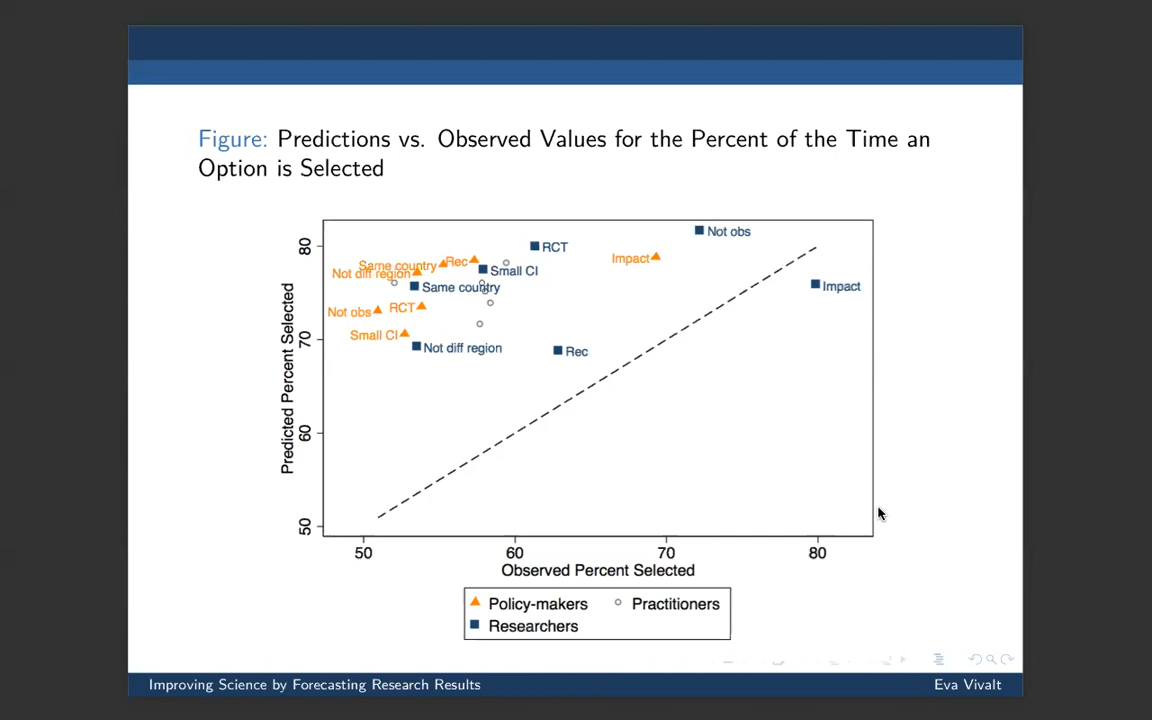 Figure: Predictions vs. Observed Values for the Percent of the Time an
Option is Selected
Predicted Percent Selected
80
70
60
50
Not obs
RCT
Impact
Rec
Same country
Small CI
Not diff region
Same country
Impact
Not obs
RCT
Small CI
Not diff region
Rec
50 60 70 80
Observed Percent Selected
Policy-makers Practitioners
Researchers
Improving Science by Forecasting Research Results Eva Vivalt